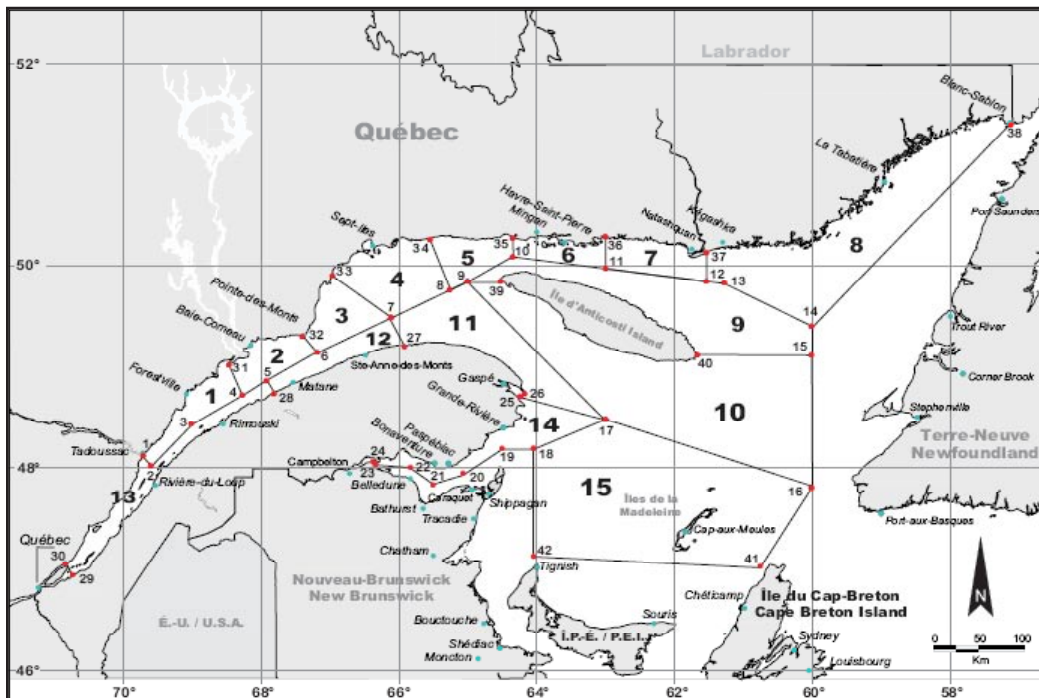 52°
50°
48°
46°
70°
68°
66°
64°
62°
60°
Labrador
Québec
Blanc-Sablon
38
La Tabatière
Port Saunders
Sept-Iles
Havre-Saint-Pierre
Mingan
Natashquan
Kégashka
34
35
10
36
11
37
12
13
14
15
33
Pointe-des-Monts
Baie-Comeau
32
31
Forestville
9
8
39
7
27
6
5
4
28
3
1
2
3
4
5
6
7
8
9
10
11
12
13
14
15
Île d'Anticosti Island
40
Trout River
Corner Brook
Stephenville
Terre-Neuve
Newfoundland
Port-aux-Basques
Ste-Anne-des-Monts
Matane
Rimouski
Tadoussac
1
2
Rivière-du-Loup
Gaspé
25
26
Grande-Rivière
Paspébiac
Bonaventure
17
18
19
20
21
22
24
23
Campbelton
Belledune
Bathurst
Caraquet
Shippagan
Tracadie
Chatham
Îles de la
Madeleine
Cap-aux-Meules
16
Québec
30
29
É.-U. / U.S.A.
Nouveau-Brunswick
New Brunswick
42
Tignish
41
Chéticamp
Île du Cap-Breton
Cape Breton Island
Bouctouche
Souris
Î.P.-É. / P.E.I.
Shédiac
Moncton
Sydney
Louisbourg
N
0 50 100
Km